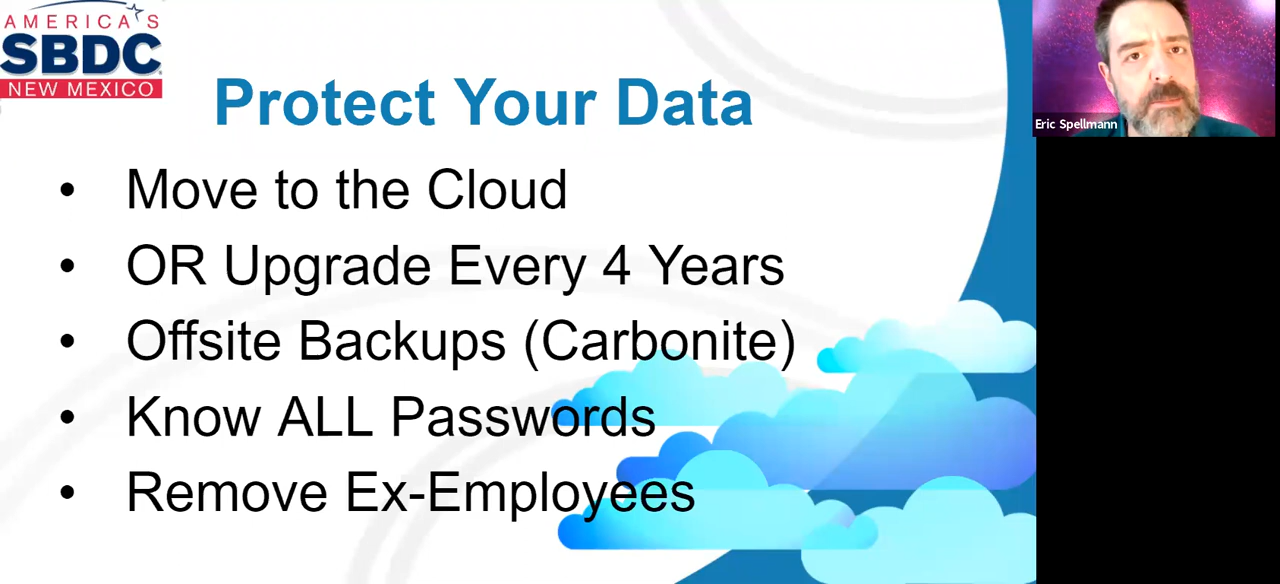 AMERICA'S
SBDC
NEW MEXICO
Protect Your Data
• Move to the Cloud
• OR Upgrade Every 4 Years
• Offsite Backups (Carbonite)
• Know ALL Passwords
• Remove Ex-Employees
Eric Spellmann